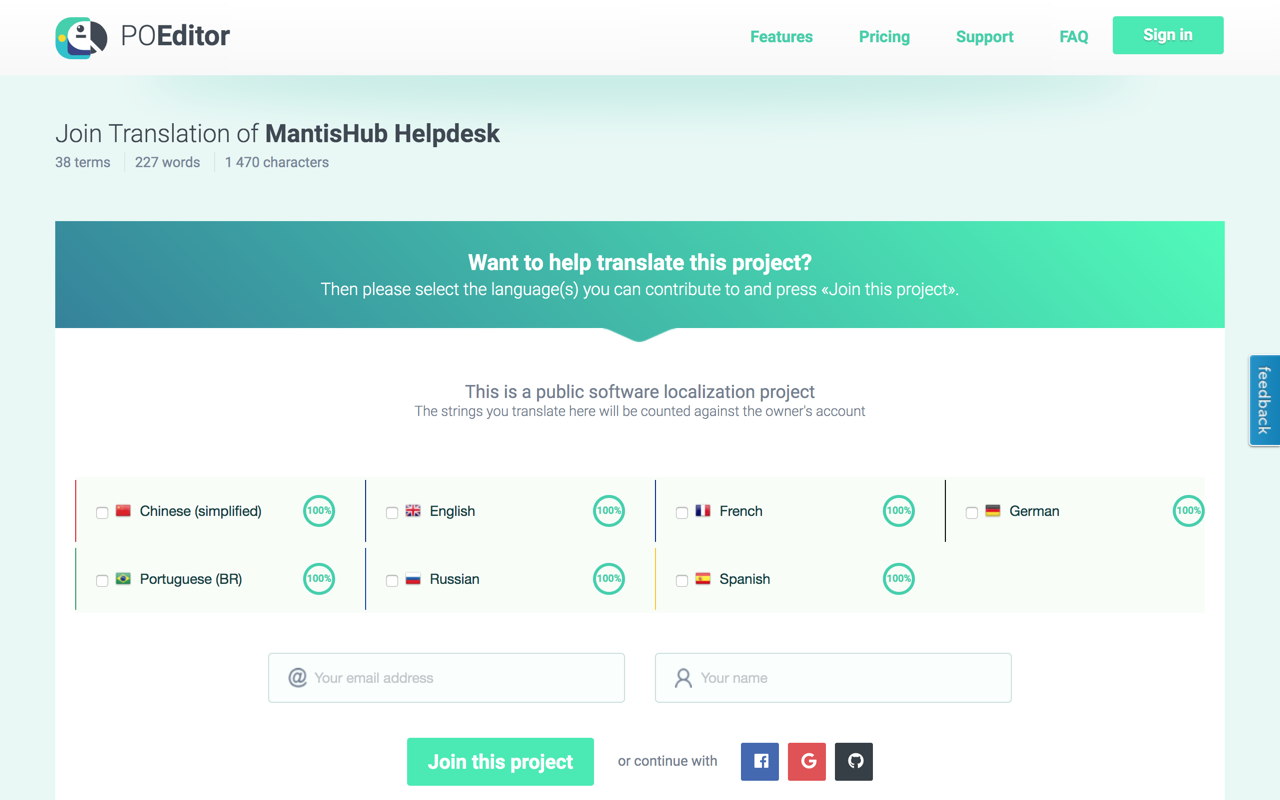 POEditor
Features
Pricing
Support
FAQ
Sign in
Join Translation of MantisHub Helpdesk
38 terms
227 words
1 470 characters
Want to help translate this project?
Then please select the language(s) you can contribute to and press «Join this project».
This is a public software localization project
The strings you translate here will be counted against the owner's account
feedback
Chinese (simplified)
100%
English
100%
French
100%
German
100%
Portuguese (BR)
100%
Russian
100%
Spanish
100%
@ Your email address
Your name
Join this project
or continue with
G